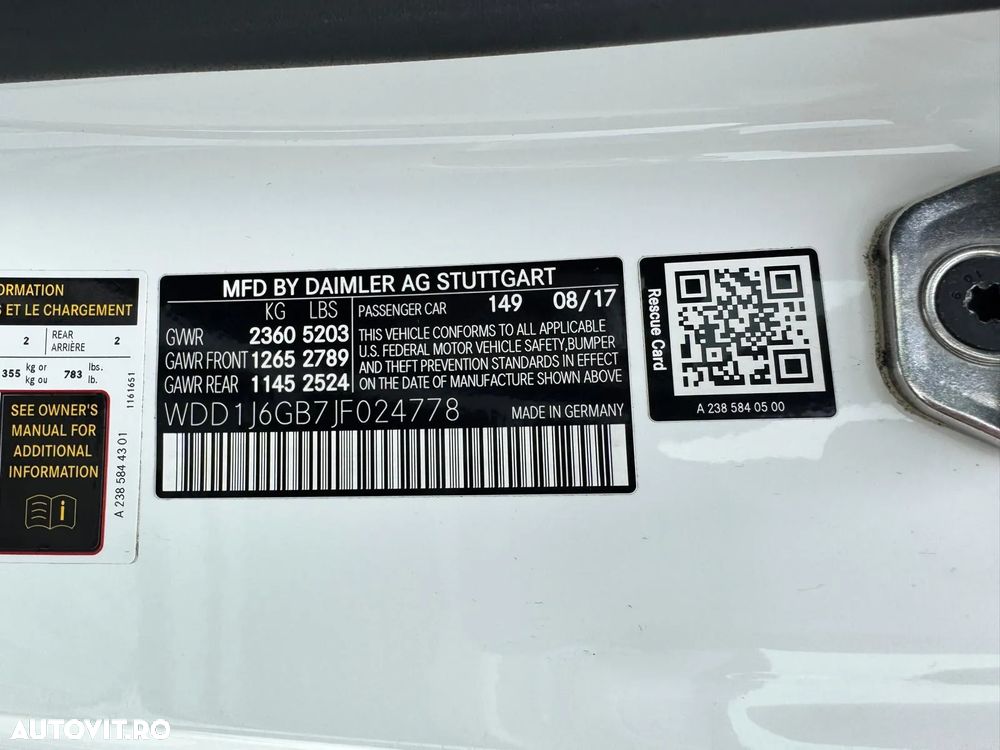 ORMATION
S ET LE CHARGEMENT
2 REAR ARRIÈRE 2
355 kg or kg ou 783 lbs. lb.
SEE OWNER'S
MANUAL FOR
ADDITIONAL
INFORMATION
1161651
A 238 584 43 01
MFD BY DAIMLER AG STUTTGART
KG LBS
GVWR 2360 5203
GAWR FRONT 1265 2789
GAWR REAR 1145 2524
PASSENGER CAR 149 08/17
THIS VEHICLE CONFORMS TO ALL APPLICABLE
U.S. FEDERAL MOTOR VEHICLE SAFETY,BUMPER
AND THEFT PREVENTION STANDARDS IN EFFECT
ON THE DATE OF MANUFACTURE SHOWN ABOVE.
WDD1J6GB7JF024778 MADE IN GERMANY
Rescue Card
A 238 584 05 00
AUTOVIT.RO